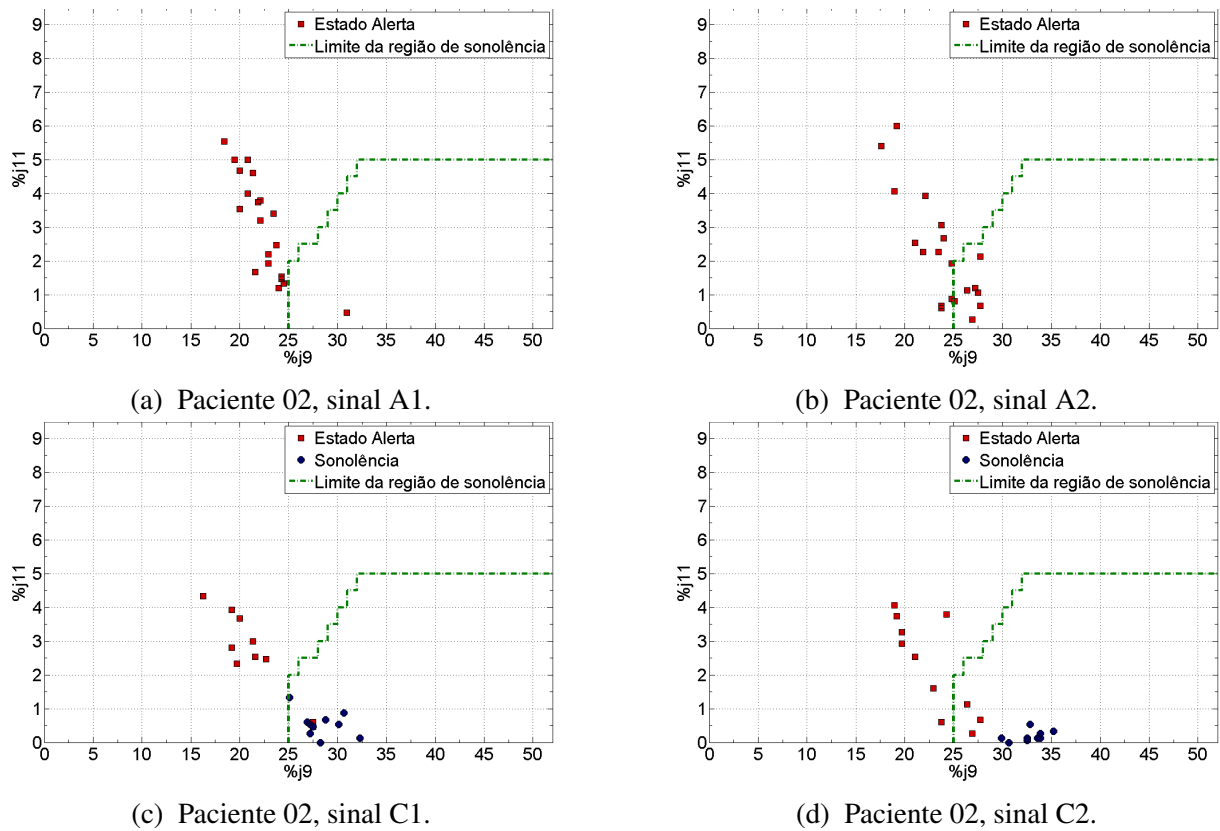 9
8
7
6
5
4
3
2
1
0
%j11
0 5 10 15 20 25 30 35 40 45 50
%j9
Estado Alerta
Limite da região de sonolência
(a) Paciente 02, sinal A1.
9
8
7
6
5
4
3
2
1
0
%j11
0 5 10 15 20 25 30 35 40 45 50
%j9
Estado Alerta
Limite da região de sonolência
(b) Paciente 02, sinal A2.
9
8
7
6
5
4
3
2
1
0
%j11
0 5 10 15 20 25 30 35 40 45 50
%j9
Estado Alerta
Sonolência
Limite da região de sonolência
(c) Paciente 02, sinal C1.
9
8
7
6
5
4
3
2
1
0
%j11
0 5 10 15 20 25 30 35 40 45 50
%j9
Estado Alerta
Sonolência
Limite da região de sonolência
(d) Paciente 02, sinal C2.